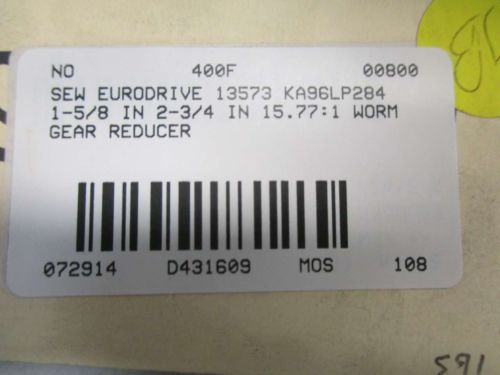 NO 400F 00800
SEW EURODRIVE 13573 KA96LP284
1-5/8 IN 2-3/4 IN 15.77:1 WORM
GEAR REDUCER
072914 D431609 MOS 108
591